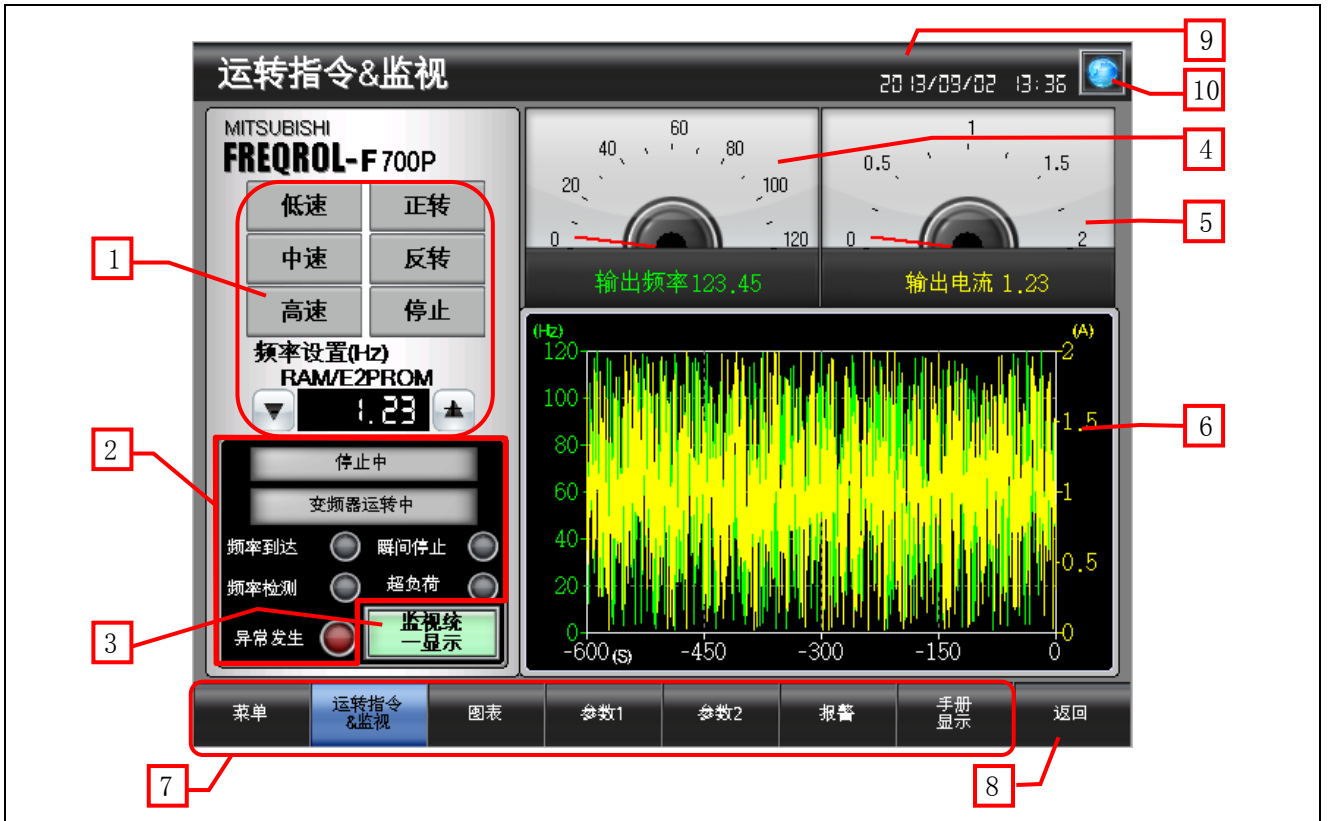 运转指令&监视
2013/09/02 13:36
9
10
MITSUBISHI
FREQROL-F700P
1
低速 正转
中速 反转
高速 停止
频率设置(Hz)
RAM/E2PROM
1.23
2
停止中
变频器运转中
频率到达 瞬间停止
频率检测 超负荷
3
异常发生
监视统
一显示
0 20 40 60 80 100 120
4
输出频率123.45
0 0.5 1 1.5 2
5
输出电流 1.23
(Hz) (A)
120 2
100
1.5
6
80
60 1
40
0.5
20
0 0
-600 (S) -450 -300 -150 0
菜单
运转指令
&监视
图表
参数1
参数2
报警
手册
显示
返回
7
8